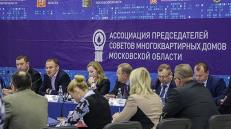 АССОЦИАЦИЯ ПРЕДСЕДАТЕЛЕЙ
СОВЕТОВ МНОГОКВАРТИРНЫХ ДОМОВ
МОСКОВСКОЙ ОБЛАСТИ